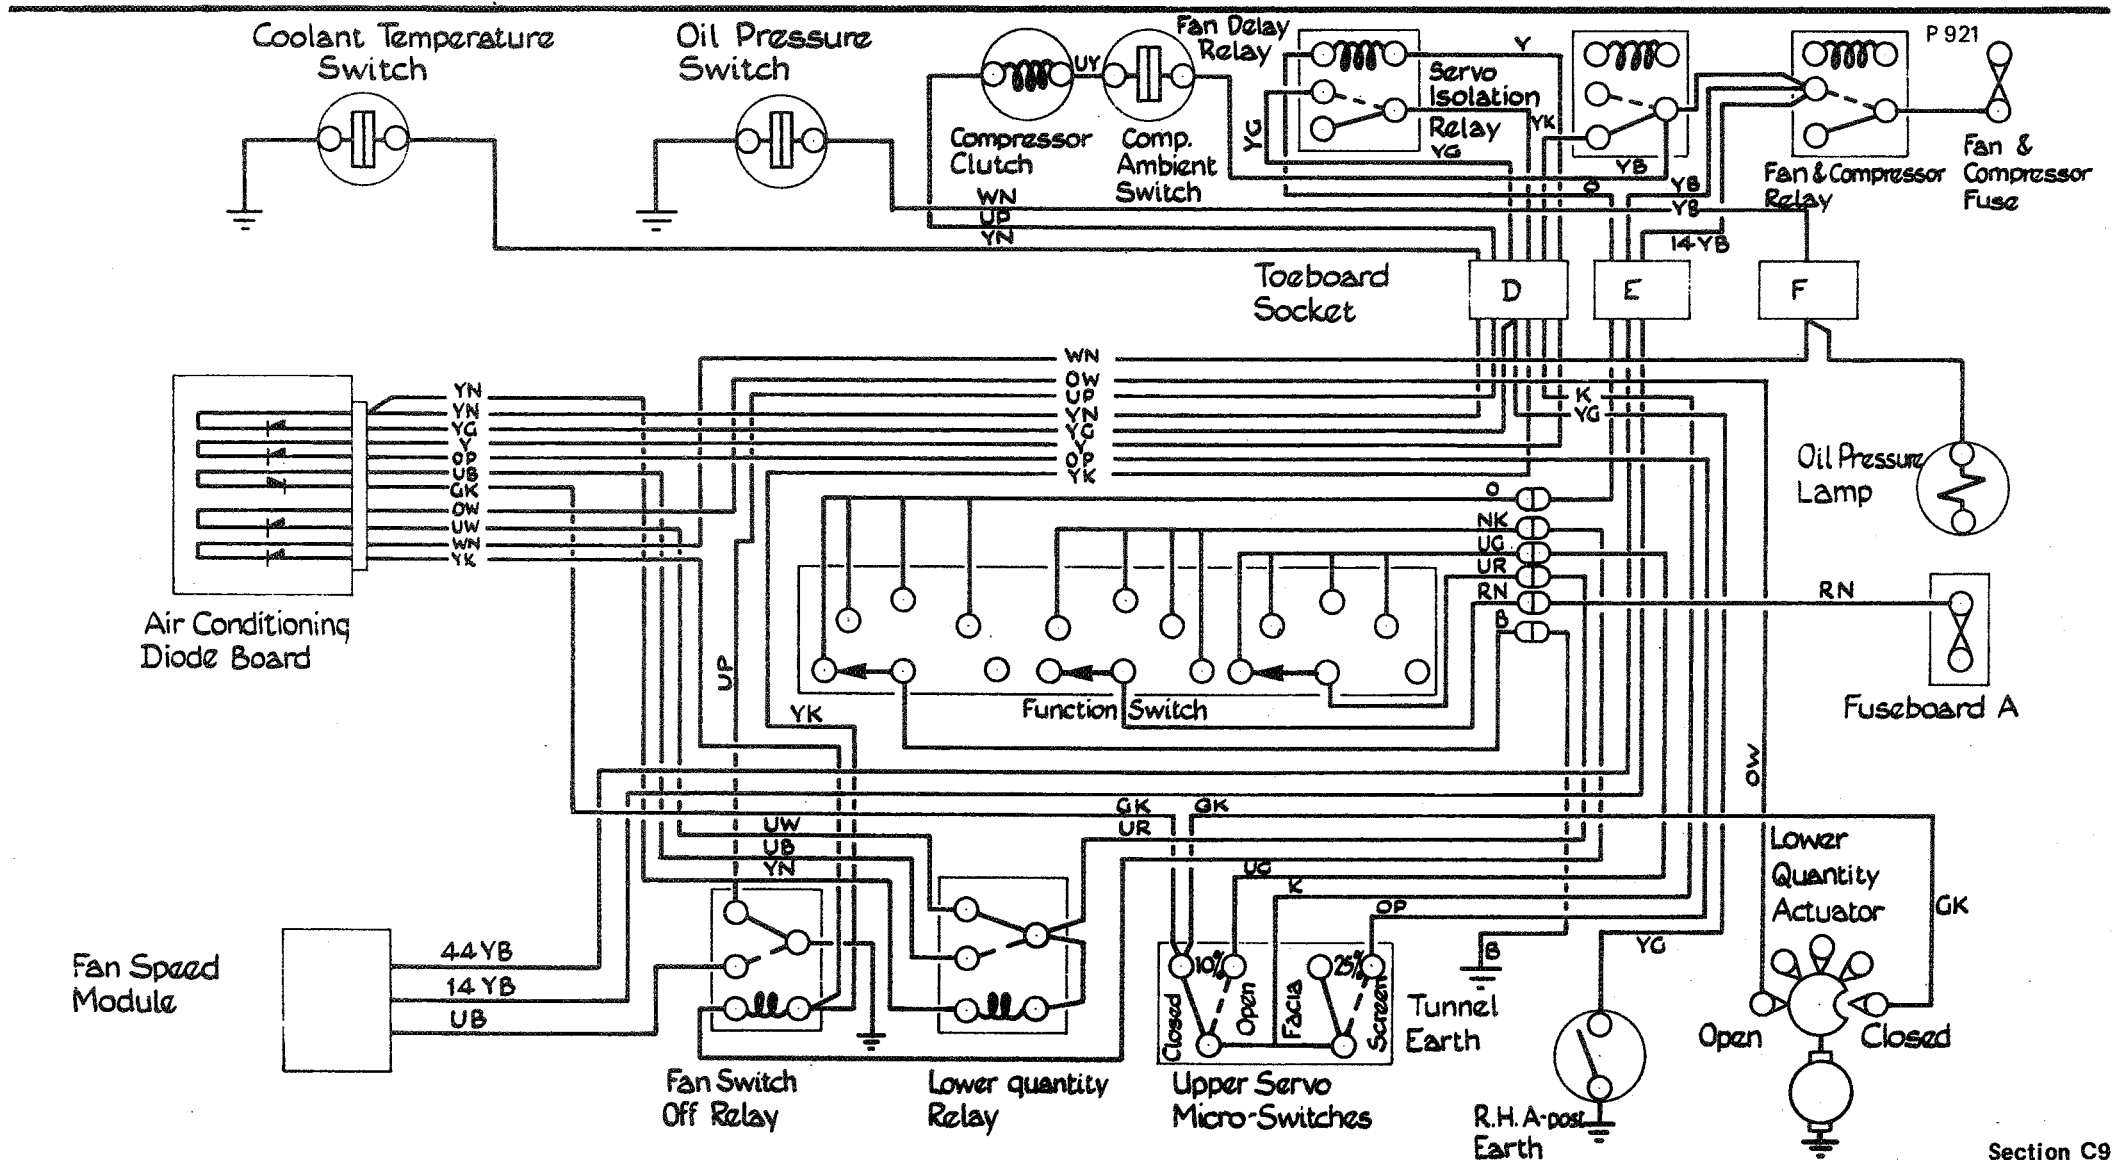 Coolant Temperature
Switch
Oil Pressure
Switch
Fan Delay
Relay
UY
Compressor
Clutch
Comp.
Ambient
Switch
Y
Servo
Isolation
Relay
YG
YG
YK
YB
O
P 921
Fan & Compressor
Relay
Fan &
Compressor
Fuse
YB
YB
14 YB
WN
UP
YN
Toeboard
Socket
D
E
F
WN
OW
UP
YN
YG
Y
OP
YK
K
YG
YN
YN
YG
Y
OP
UB
GK
OW
UW
WN
YK
Air Conditioning
Diode Board
Oil Pressure
Lamp
O
NK
UG
UR
RN
B
RN
Fuseboard A
UP
YK
Function Switch
OW
GK
GK
UR
UW
UB
YN
UG
K
OP
Lower
Quantity
Actuator
GK
YG
B
Fan Speed
Module
44 YB
14 YB
UB
Closed
10%
Open
Facia
25%
Screen
Tunnel
Earth
Open
Closed
Fan Switch
Off Relay
Lower quantity
Relay
Upper Servo
Micro-Switches
R.H. A-post
Earth
Section C9